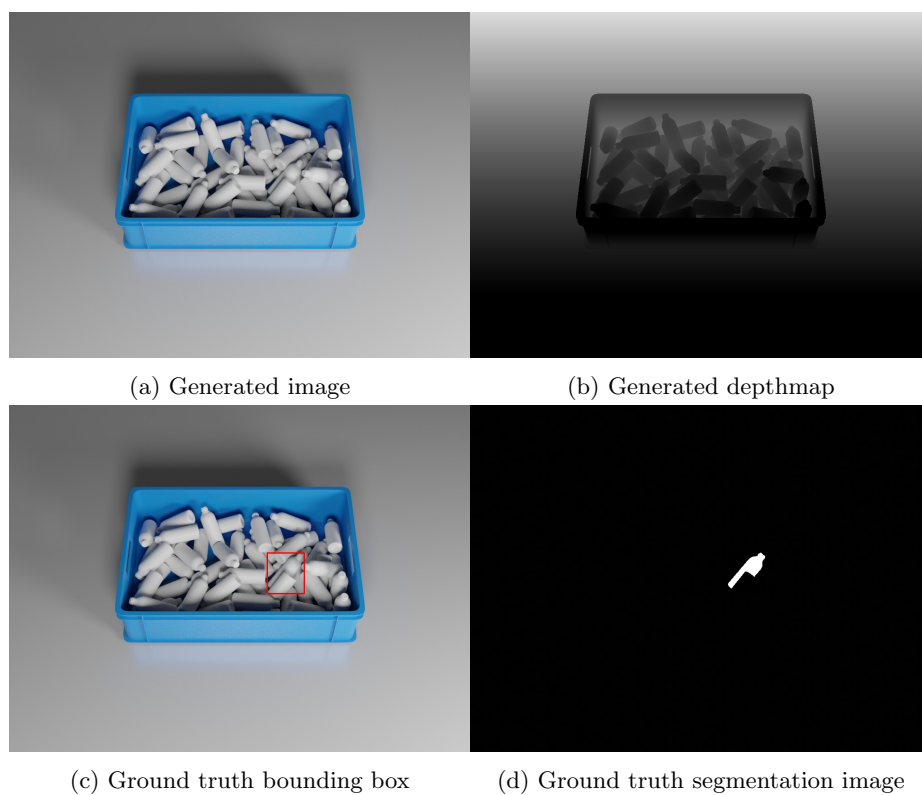 (a) Generated image
(b) Generated depthmap
(c) Ground truth bounding box
(d) Ground truth segmentation image